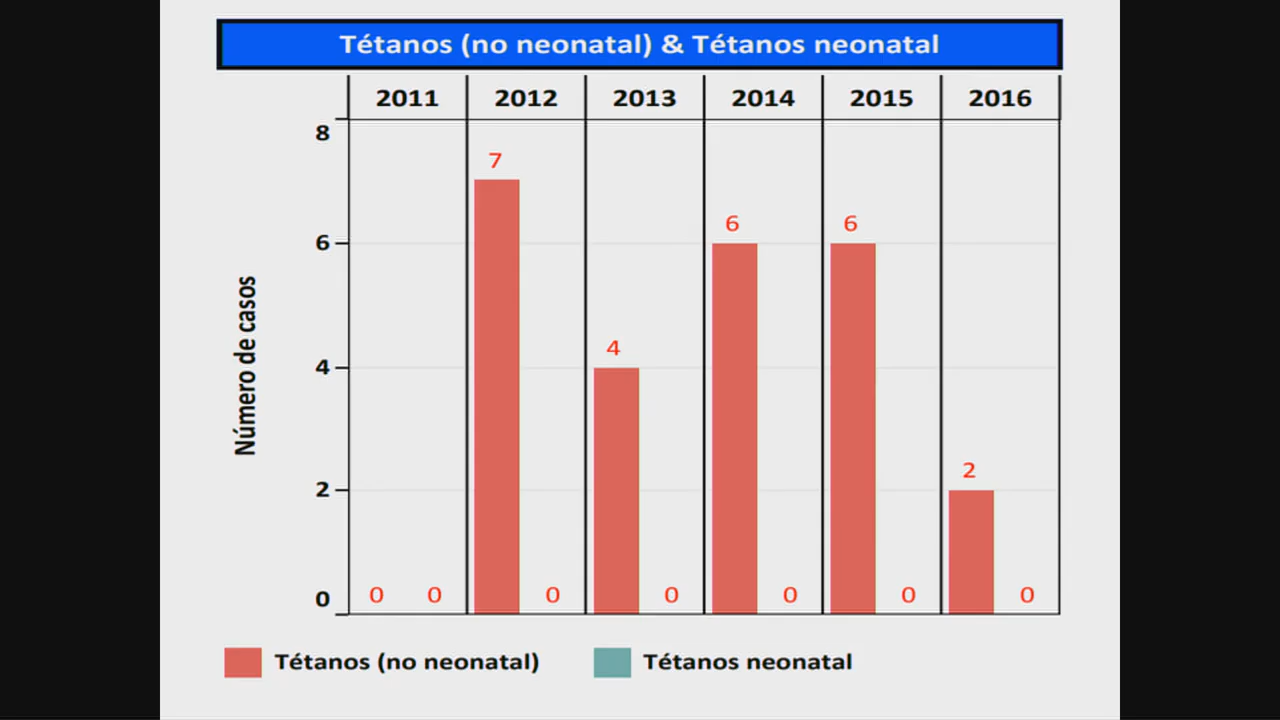 Tétanos (no neonatal) & Tétanos neonatal
2011 2012 2013 2014 2015 2016
8
7
6 6
6
Número de casos
4
4
2
2
0 0 0 0 0 0 0
0
Tétanos (no neonatal) Tétanos neonatal